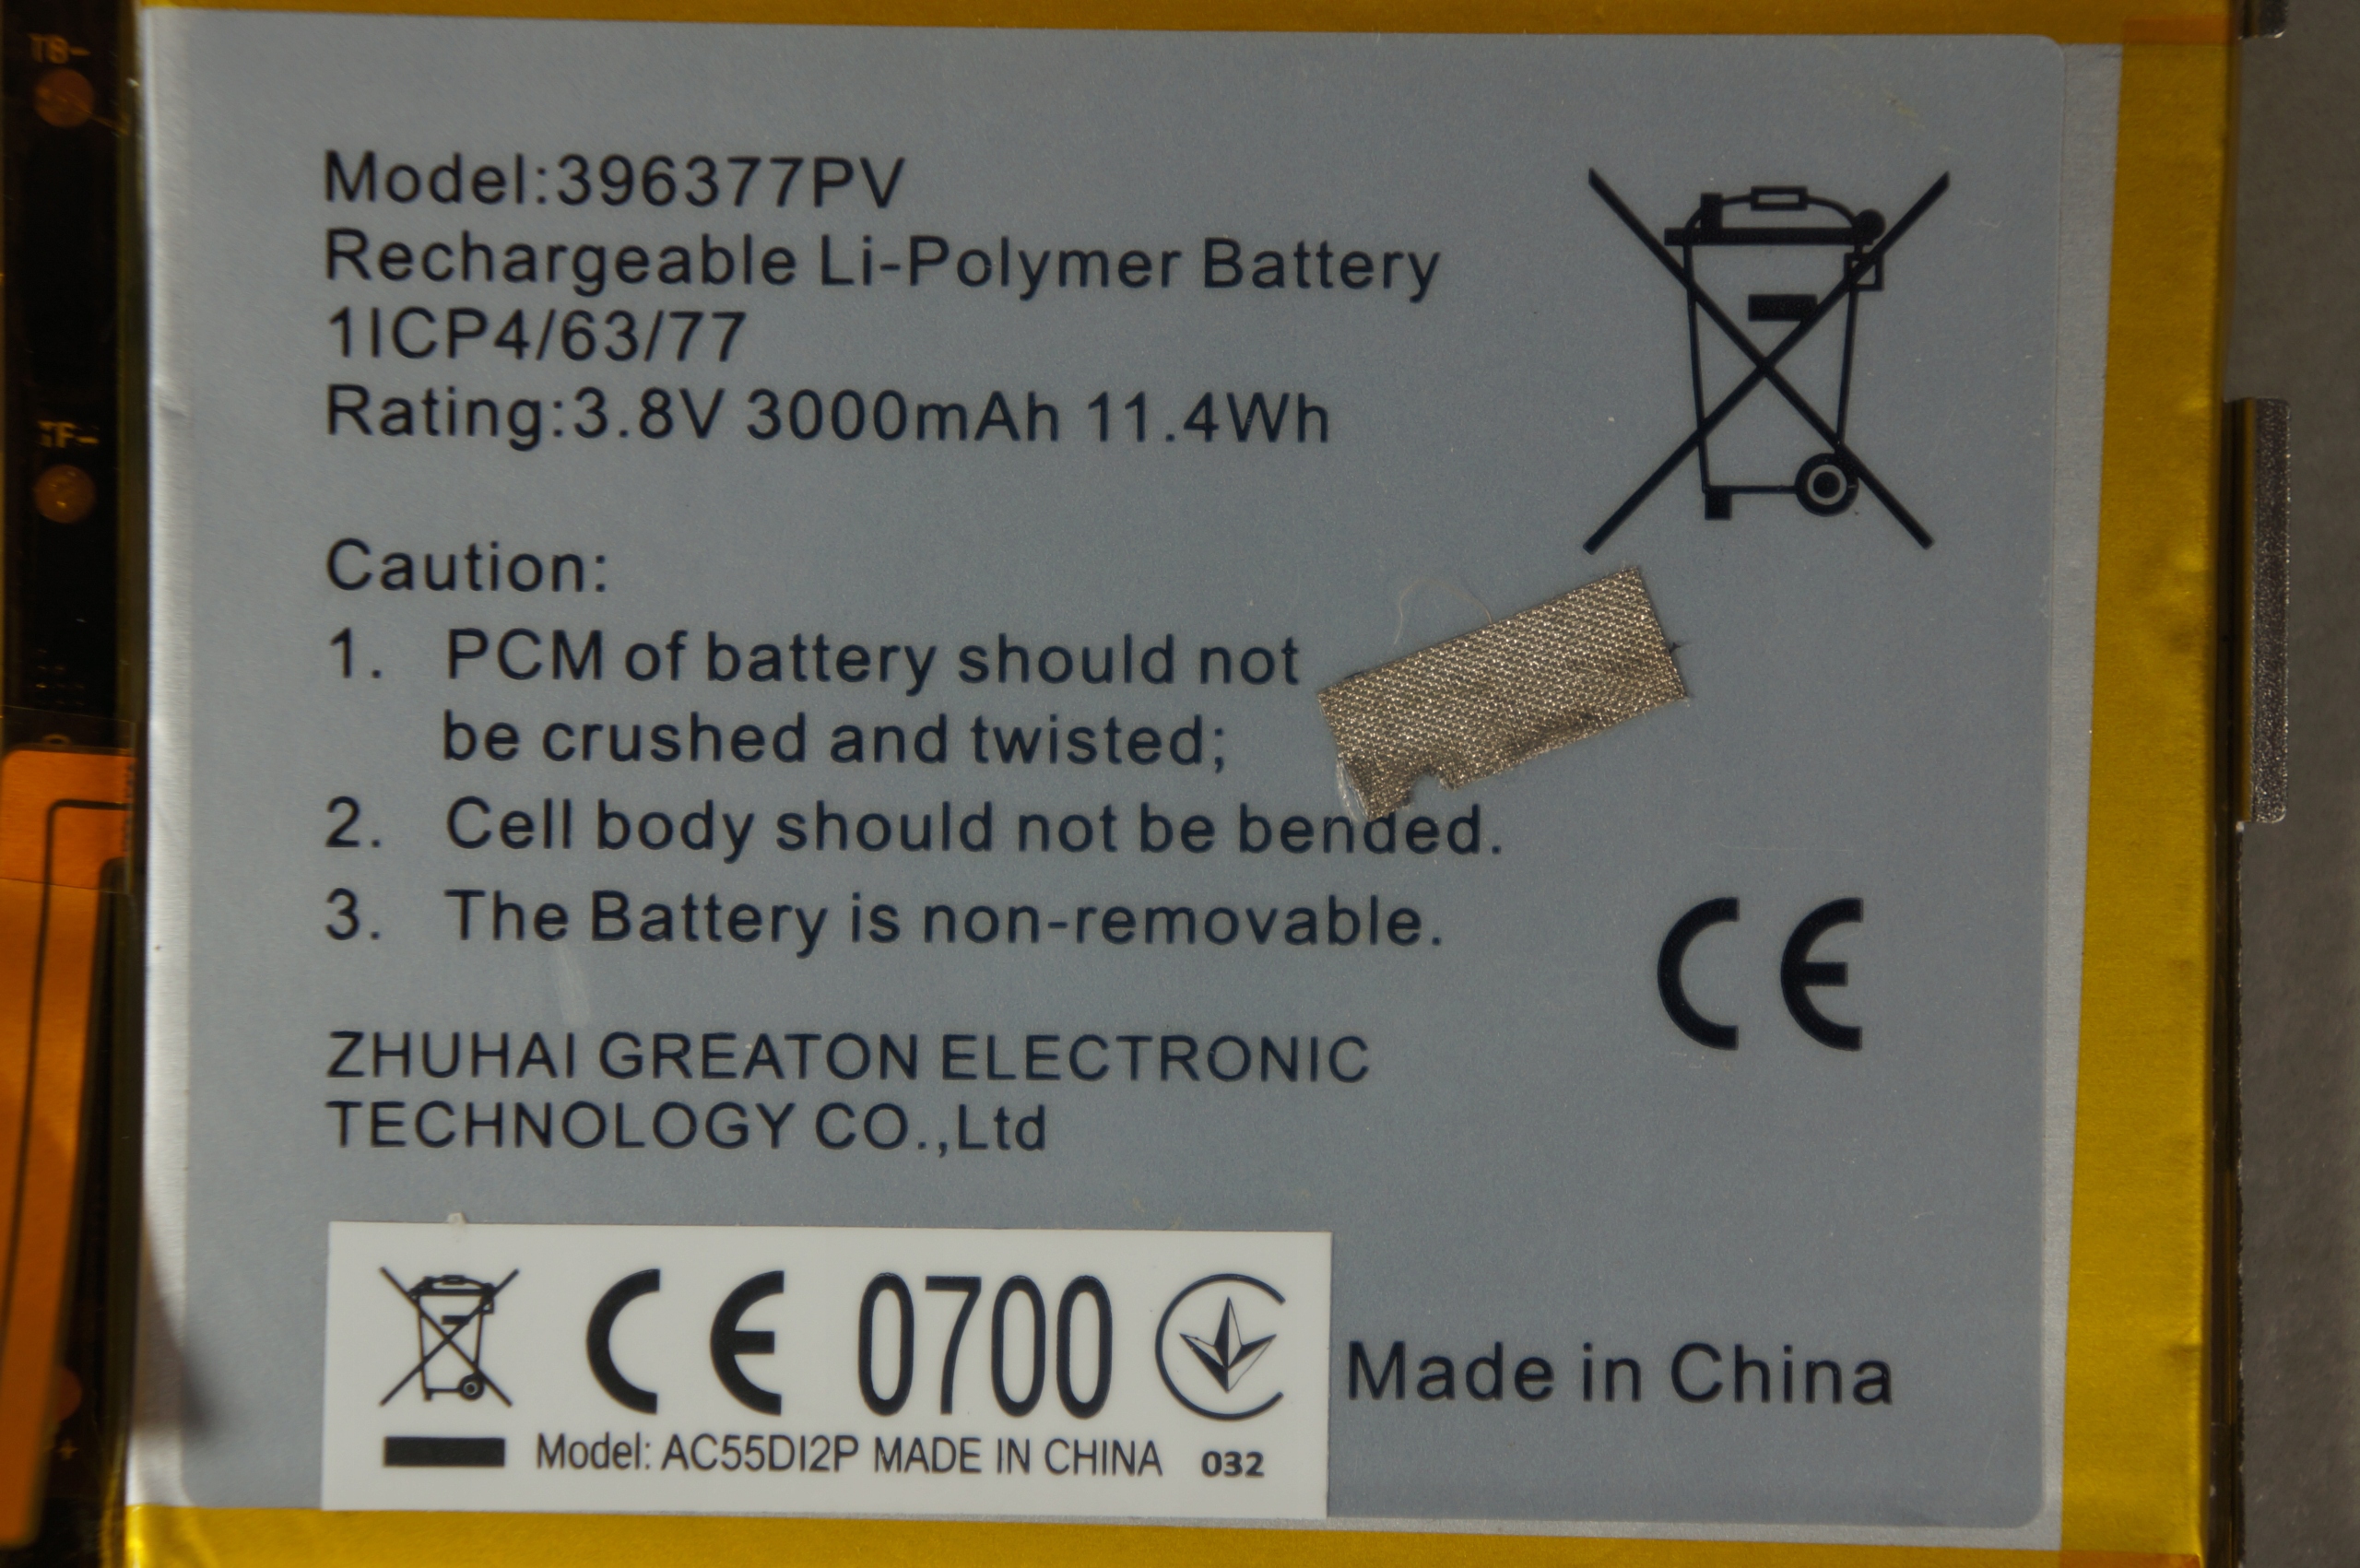 TS-
TF-
Model:396377PV
Rechargeable Li-Polymer Battery
1ICP4/63/77
Rating:3.8V 3000mAh 11.4Wh
Caution:
1. PCM of battery should not
be crushed and twisted;
2. Cell body should not be bended.
3. The Battery is non-removable.
CE
ZHUHAI GREATON ELECTRONIC
TECHNOLOGY CO.,Ltd
CE 0700
Model: AC55DI2P MADE IN CHINA 032
Made in China